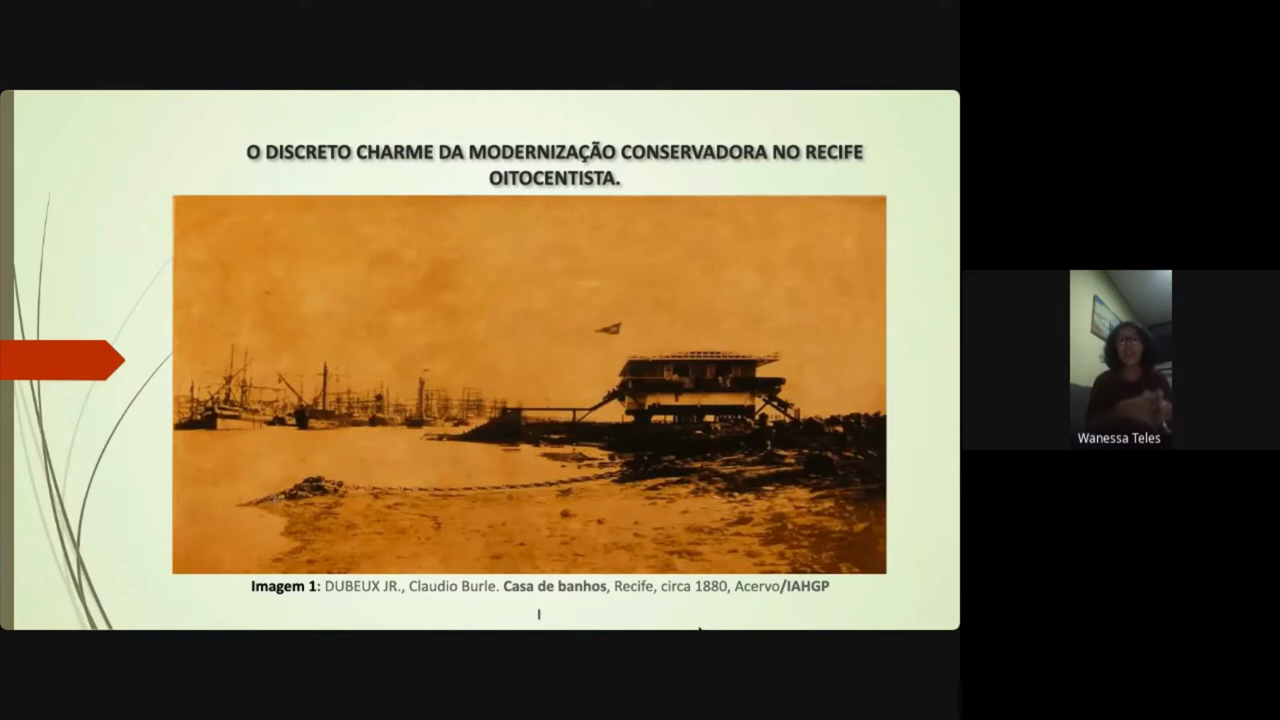 O DISCRETO CHARME DA MODERNIZAÇÃO CONSERVADORA NO RECIFE
OITOCENTISTA.
Imagem 1: DUBEUX JR., Claudio Burle. Casa de banhos, Recife, circa 1880, Acervo/IAHGP
Wanessa Teles